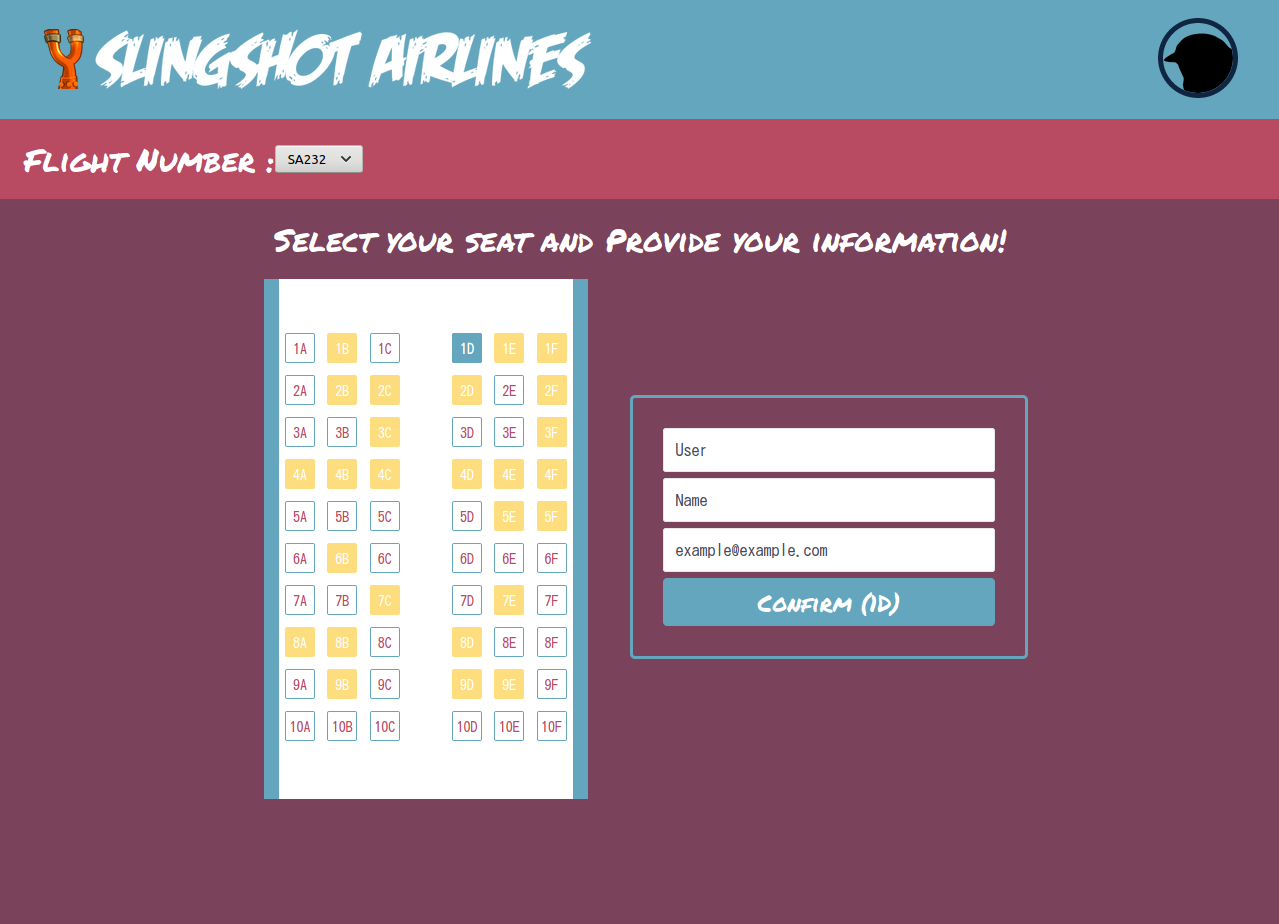 SLINGSHOT AIRLINES
Flight Number : SA232
Select your seat and Provide your information!
1A 1B 1C 1D 1E 1F
2A 2B 2C 2D 2E 2F
3A 3B 3C 3D 3E 3F
4A 4B 4C 4D 4E 4F
5A 5B 5C 5D 5E 5F
6A 6B 6C 6D 6E 6F
7A 7B 7C 7D 7E 7F
8A 8B 8C 8D 8E 8F
9A 9B 9C 9D 9E 9F
10A 10B 10C 10D 10E 10F
User
Name
example@example.com
Confirm (1D)